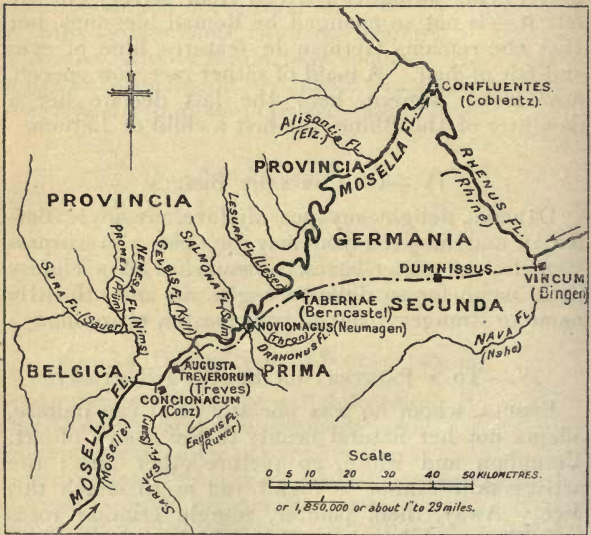 CONFLUENTES
(Coblentz).
Alisontia Fl.
(Elz.)
PROVINCIA
MOSELLA FL.
RHENUS FL.
(Rhine)
PROVINCIA
LESURA FL. (Lieser)
SALMONA FL. (Salm)
GELBIS FL. (Kyll)
NEMESA FL. (Nims)
PROMEA (Prüm)
SURA FL. (Sauer)
GERMANIA
DUMNISSUS
VINCUM
(Bingen)
TABERNAE
(Berncastel)
SECUNDA
NOVIOMAGUS (Neumagen)
(Thron)
DRAHONUS FL.
NAVA FL.
(Nahe)
BELGICA
PRIMA
AUGUSTA
TREVERORUM
(Treves)
CONCIONACUM
(Conz)
ERUBRIS FL.
(Ruwer)
MOSELLA FL.
(Moselle)
SARAVUS FL. (Saar)
Scale
0 5 10 20 30 40 50 KILOMETRES.
or 1/1,850,000 or about 1" to 29 miles.